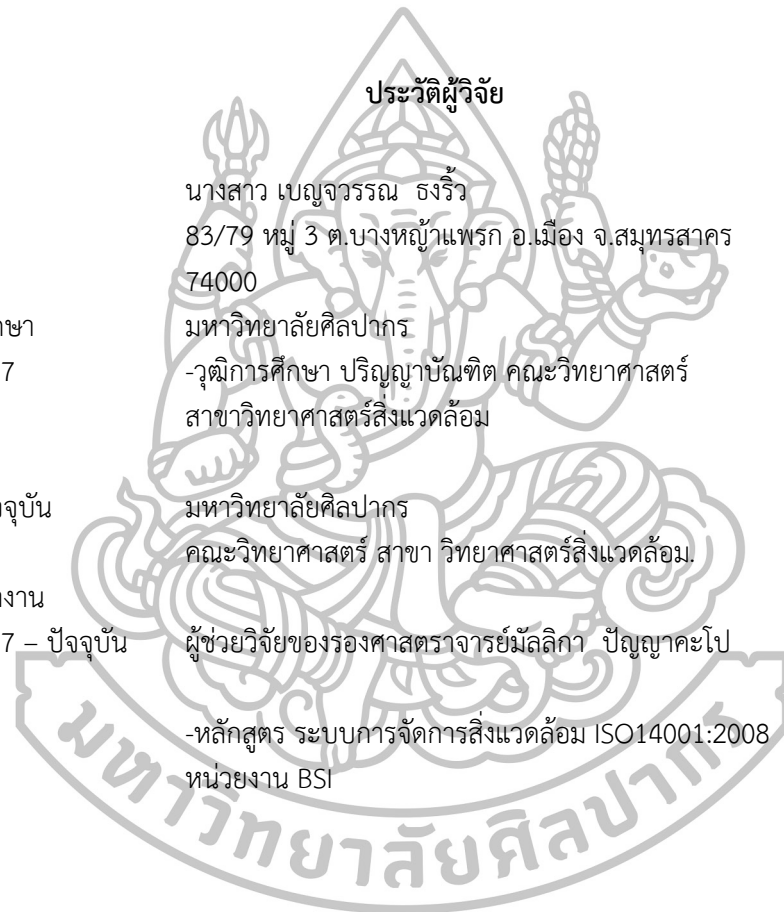 ประวัติผู้วิจัย
นางสาว เบญจวรรณ ธงริ้ว
83/79 หมู่ 3 ต.บางหญ้าแพรก อ.เมือง จ.สมุทรสาคร
74000
กษา มหาวิทยาลัยศิลปากร
7 -วุฒิการศึกษา ปริญญาบัณฑิต คณะวิทยาศาสตร์
สาขาวิทยาศาสตร์สิ่งแวดล้อม
จจุบัน มหาวิทยาลัยศิลปากร
คณะวิทยาศาสตร์ สาขา วิทยาศาสตร์สิ่งแวดล้อม.
งาน
7 – ปัจจุบัน ผู้ช่วยวิจัยของรองศาสตราจารย์มัลลิกา ปัญญาคะโป
-หลักสูตร ระบบการจัดการสิ่งแวดล้อม ISO14001:2008
หน่วยงาน BSI
มหาวิทยาลัยศิลปากร